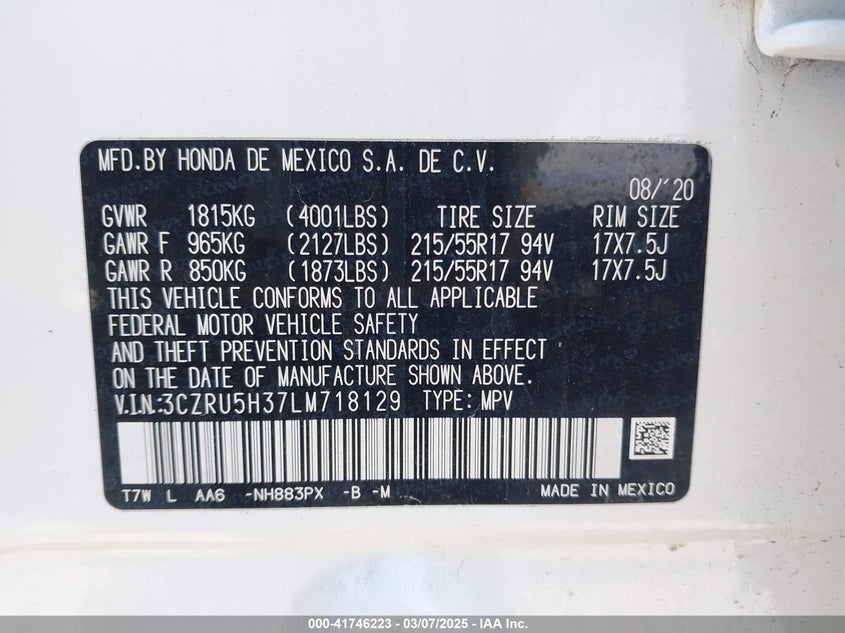 MFD.BY HONDA DE MEXICO S.A. DE C.V.
08/'20
GVWR 1815KG (4001LBS) TIRE SIZE RIM SIZE
GAWR F 965KG (2127LBS) 215/55R17 94V 17X7.5J
GAWR R 850KG (1873LBS) 215/55R17 94V 17X7.5J
THIS VEHICLE CONFORMS TO ALL APPLICABLE
FEDERAL MOTOR VEHICLE SAFETY
AND THEFT PREVENTION STANDARDS IN EFFECT
ON THE DATE OF MANUFACTURE SHOWN ABOVE.
V.I.N.:3CZRU5H37LM718129 TYPE: MPV
T7W L AA6 -NH883PX -B -M MADE IN MEXICO
000-41746223 - 03/07/2025 - IAA Inc.